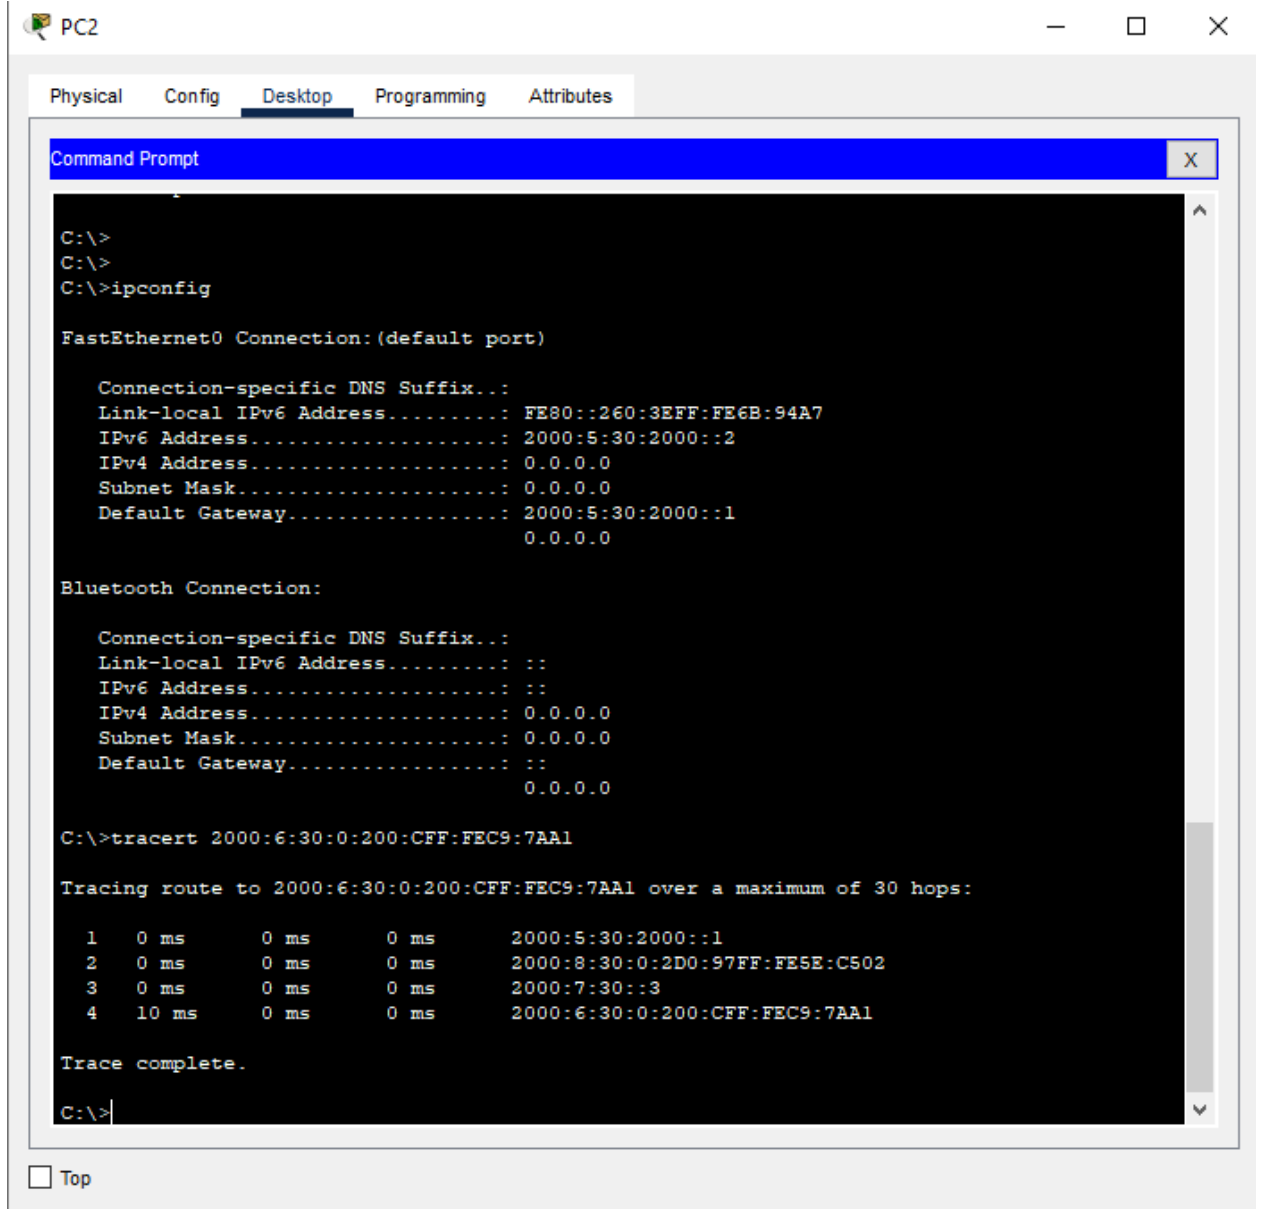 PC2
Physical Config Desktop Programming Attributes
Command Prompt X
C:\>
C:\>
C:\>ipconfig
FastEthernet0 Connection:(default port)
Connection-specific DNS Suffix..:
Link-local IPv6 Address.........: FE80::260:3EFF:FE6B:94A7
IPv6 Address....................: 2000:5:30:2000::2
IPv4 Address....................: 0.0.0.0
Subnet Mask.....................: 0.0.0.0
Default Gateway.................: 2000:5:30:2000::1
0.0.0.0
Bluetooth Connection:
Connection-specific DNS Suffix..:
Link-local IPv6 Address.........: ::
IPv6 Address....................: ::
IPv4 Address....................: 0.0.0.0
Subnet Mask.....................: 0.0.0.0
Default Gateway.................: ::
0.0.0.0
C:\>tracert 2000:6:30:0:200:CFF:FEC9:7AA1
Tracing route to 2000:6:30:0:200:CFF:FEC9:7AA1 over a maximum of 30 hops:
1 0 ms 0 ms 0 ms 2000:5:30:2000::1
2 0 ms 0 ms 0 ms 2000:8:30:0:2D0:97FF:FE5E:C502
3 0 ms 0 ms 0 ms 2000:7:30::3
4 10 ms 0 ms 0 ms 2000:6:30:0:200:CFF:FEC9:7AA1
Trace complete.
C:\>
Top